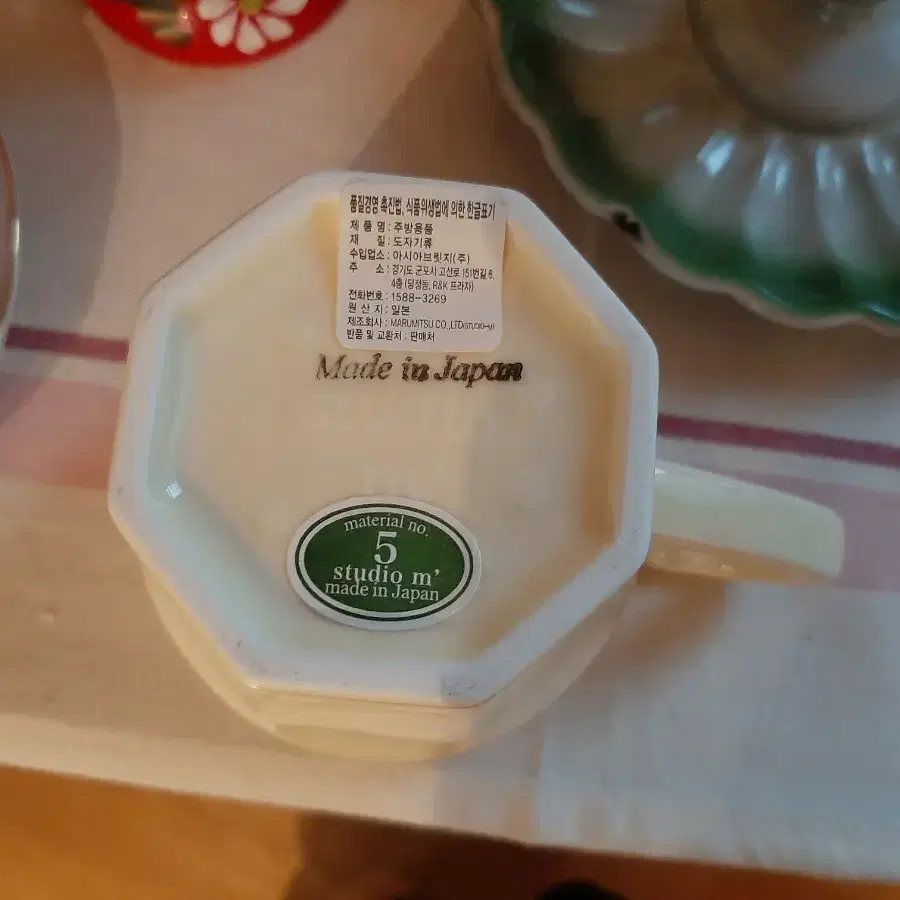 품질경영 촉진법, 식품위생법에 의한 한글표기
제 품 명 : 주방용품
재 질 : 도자기류
수입업소 : 아시아브릿지(주)
주 소 : 경기도 군포시 고산로 151번길 6,
4층 (당정동, R&K 프라자)
전화번호 : 1588-3269
원 산 지 : 일본
제조회사 : MARUMITSU CO.,LTD(STUDIO-M)
반품 및 교환처 : 판매처
Made in Japan
material no.
5
studio m'
made in Japan